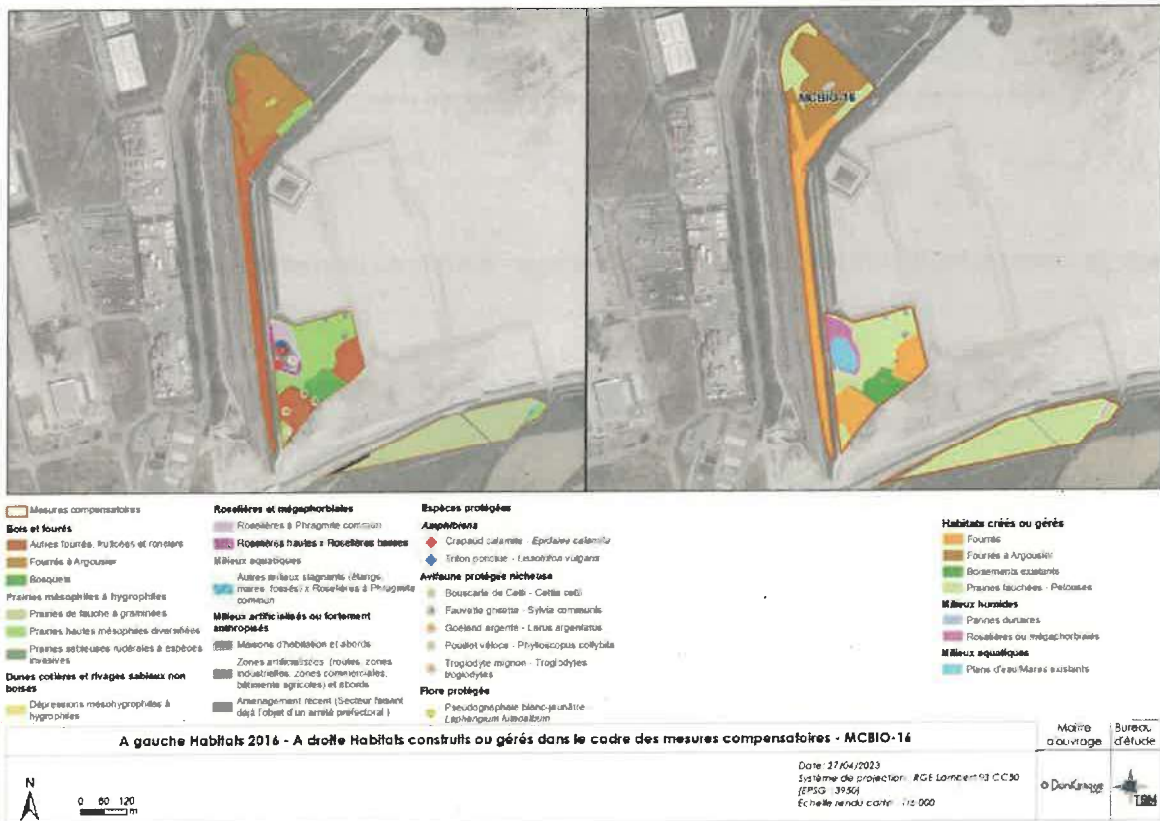 MCBIO-16
Mesures compensatoires
Bois et fourrés
Autres fourrés, fruticées et ronciers
Fourrés à Argousier
Bosquets
Prairies mésophiles à hygrophiles
Prairies de fauche à graminées
Prairies hautes mésophiles diversifiées
Prairies sableuses rudérales à espèces
invasives
Dunes cotières et rivages sableux non
boisés
Dépressions mésohygrophiles à
hygrophiles
Roselières et mégaphorbiaies
Roselières à Phragmite commun
Roselières hautes x Roselières basses
Milieux aquatiques
Autres milieux stagnants (étangs,
mares, fossés) x Roselières à Phragmite
commun
Milieux artificialisés ou fortement
anthropisés
Maisons d'habitation et abords
Zones artificialisées (routes, zones
industrielles, zones commerciales,
bâtiments agricoles) et abords
Aménagement récent (Secteur faisant
déjà l'objet d'un arrêté préfectoral)
Espèces protégées
Amphibiens
Crapaud calamite - Epidalea calamita
Triton ponctué - Lissotriton vulgaris
Avifaune protégée nicheuse
Bouscarle de Cetti - Cettia cetti
Fauvette grisette - Sylvia communis
Goéland argenté - Larus argentatus
Pouillot véloce - Phylloscopus collybita
Troglodyte mignon - Troglodytes
troglodytes
Flore protégée
Pseudognaphale blanc-jaunâtre
Laphangium luteoalbum
Habitats créés ou gérés
Fourrés
Fourrés à Argousier
Boisements existants
Prairies fauchées - Pelouses
Milieux humides
Pannes dunaires
Roselières ou mégaphorbiaies
Milieux aquatiques
Plans d'eau/Mares existants
A gauche Habitats 2016 - A droite Habitats construits ou gérés dans le cadre des mesures compensatoires - MCBIO-16
Maître
d'ouvrage
Bureau
d'étude
N
0 60 120
m
Date: 27/04/2023
Système de projection: RGF Lambert 93 CC50
(EPSG : 3950)
Echelle rendu carte: